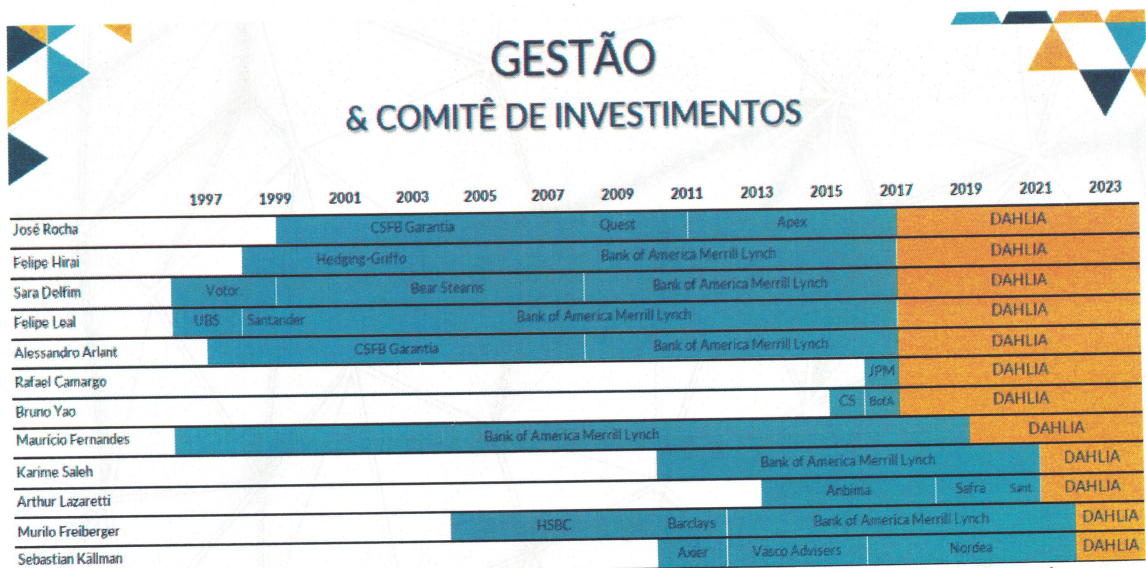 GESTÃO
& COMITÊ DE INVESTIMENTOS
1997 1999 2001 2003 2005 2007 2009 2011 2013 2015 2017 2019 2021 2023
José Rocha CSFB Garantia Quest Apex DAHLIA
Felipe Hirai Hedging-Griffo Bank of America Merrill Lynch DAHLIA
Sara Delfim Votor. Bear Stearns Bank of America Merrill Lynch DAHLIA
Felipe Leal UBS Santander Bank of America Merrill Lynch DAHLIA
Alessandro Arlant CSFB Garantia Bank of America Merrill Lynch DAHLIA
Rafael Camargo JPM DAHLIA
Bruno Yao CS BofA DAHLIA
Maurício Fernandes Bank of America Merrill Lynch DAHLIA
Karime Saleh Bank of America Merrill Lynch DAHLIA
Arthur Lazaretti Anbima Safra Sant. DAHLIA
Murilo Freiberger HSBC Barclays Bank of America Merrill Lynch DAHLIA
Sebastian Källman Axier Vasco Advisers Nordea DAHLIA